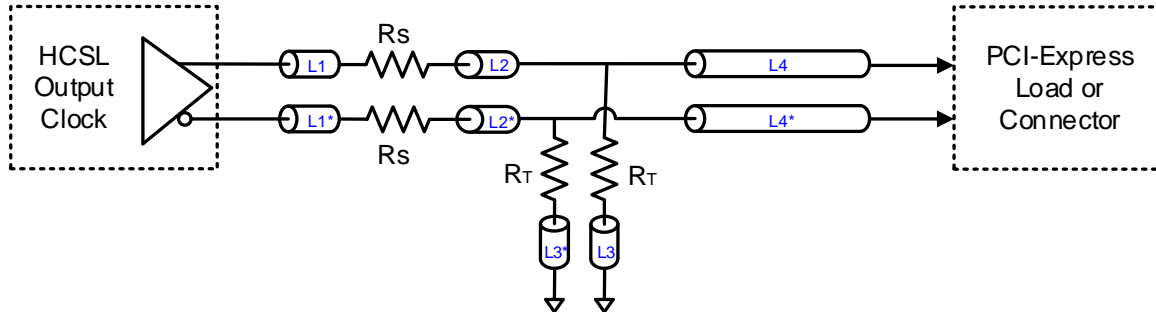 HCSL
Output
Clock
L1
Rs
L2
L4
L1*
Rs
L2*
L4*
RT
RT
L3*
L3
PCI-Express
Load or
Connector